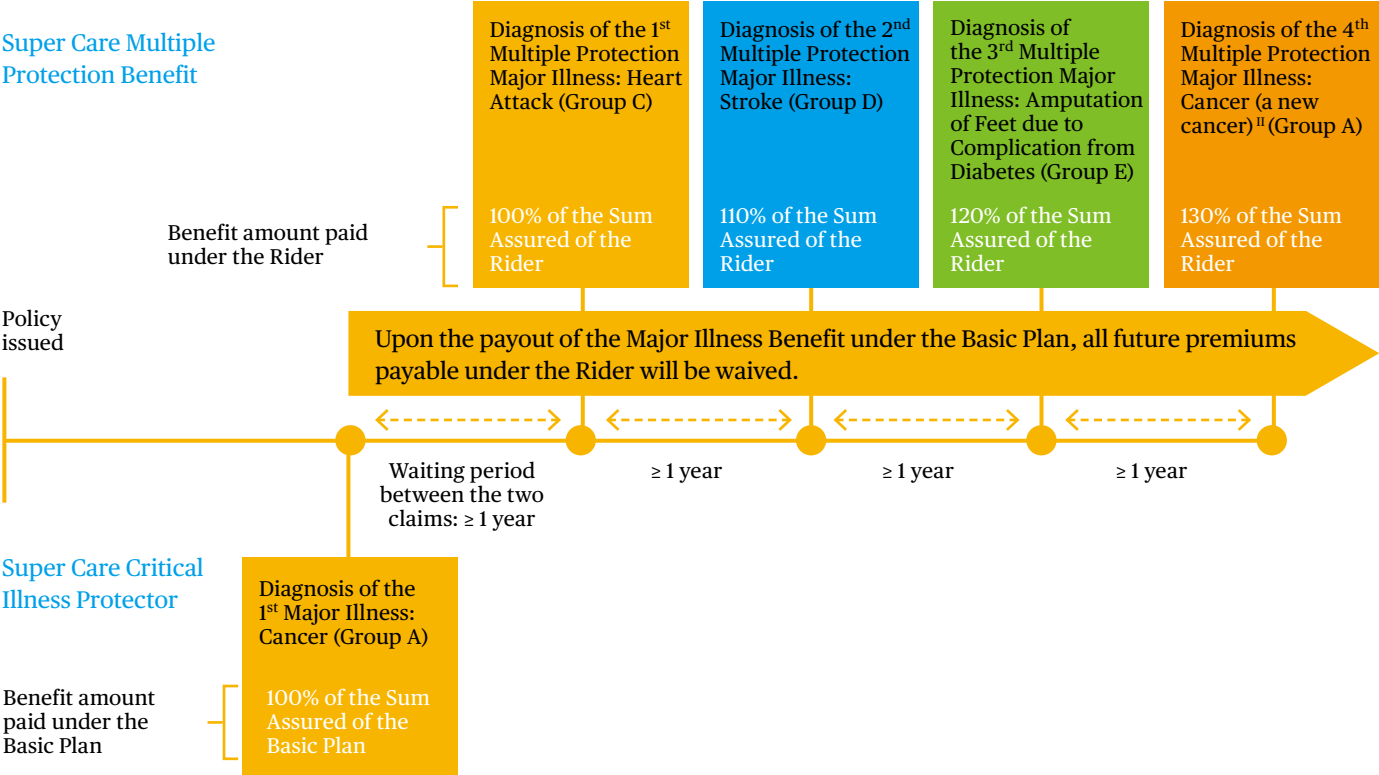 Super Care Multiple
Protection Benefit
Diagnosis of the 1st
Multiple Protection
Major Illness: Heart
Attack (Group C)
100% of the Sum
Assured of the
Rider
Diagnosis of the 2nd
Multiple Protection
Major Illness:
Stroke (Group D)
110% of the Sum
Assured of the
Rider
Diagnosis of
the 3rd Multiple
Protection Major
Illness: Amputation
of Feet due to
Complication from
Diabetes (Group E)
120% of the Sum
Assured of the
Rider
Diagnosis of the 4th
Multiple Protection
Major Illness:
Cancer (a new
cancer) II (Group A)
130% of the Sum
Assured of the
Rider
Benefit amount paid
under the Rider
Policy
issued
Upon the payout of the Major Illness Benefit under the Basic Plan, all future premiums
payable under the Rider will be waived.
Waiting period
between the two
claims: ≥ 1 year
≥ 1 year
≥ 1 year
≥ 1 year
Super Care Critical
Illness Protector
Diagnosis of the
1st Major Illness:
Cancer (Group A)
100% of the Sum
Assured of the
Basic Plan
Benefit amount
paid under the
Basic Plan